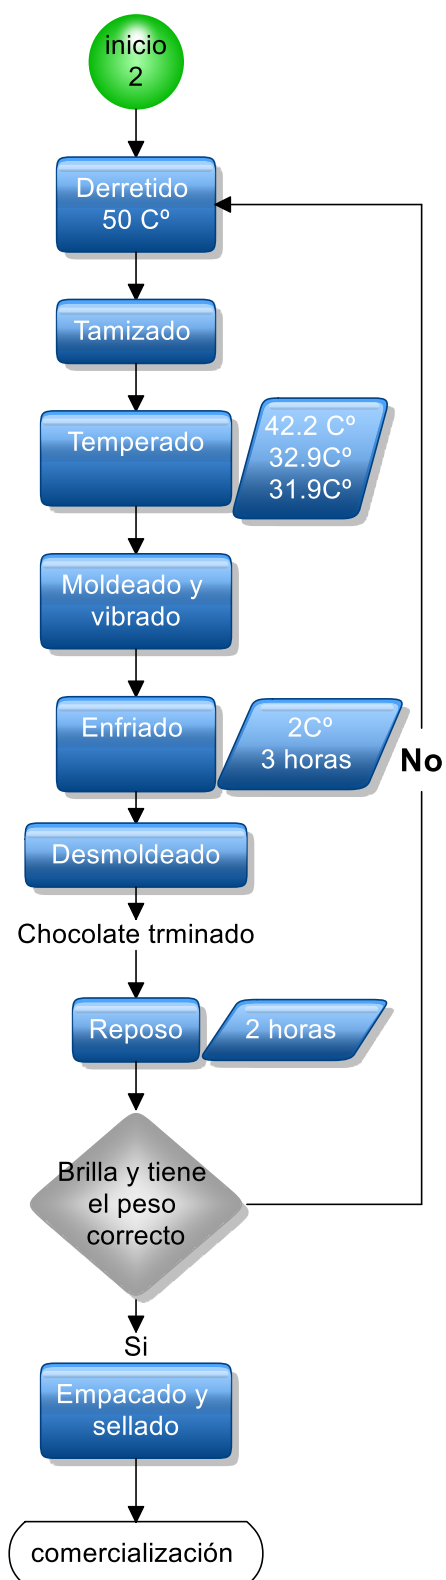 inicio
2
Derretido
50 Cº
Tamizado
Temperado
42.2 Cº
32.9Cº
31.9Cº
Moldeado y
vibrado
Enfriado
2Cº
3 horas
No
Desmoldeado
Chocolate trminado
Reposo
2 horas
Brilla y tiene
el peso
correcto
Si
Empacado y
sellado
comercialización